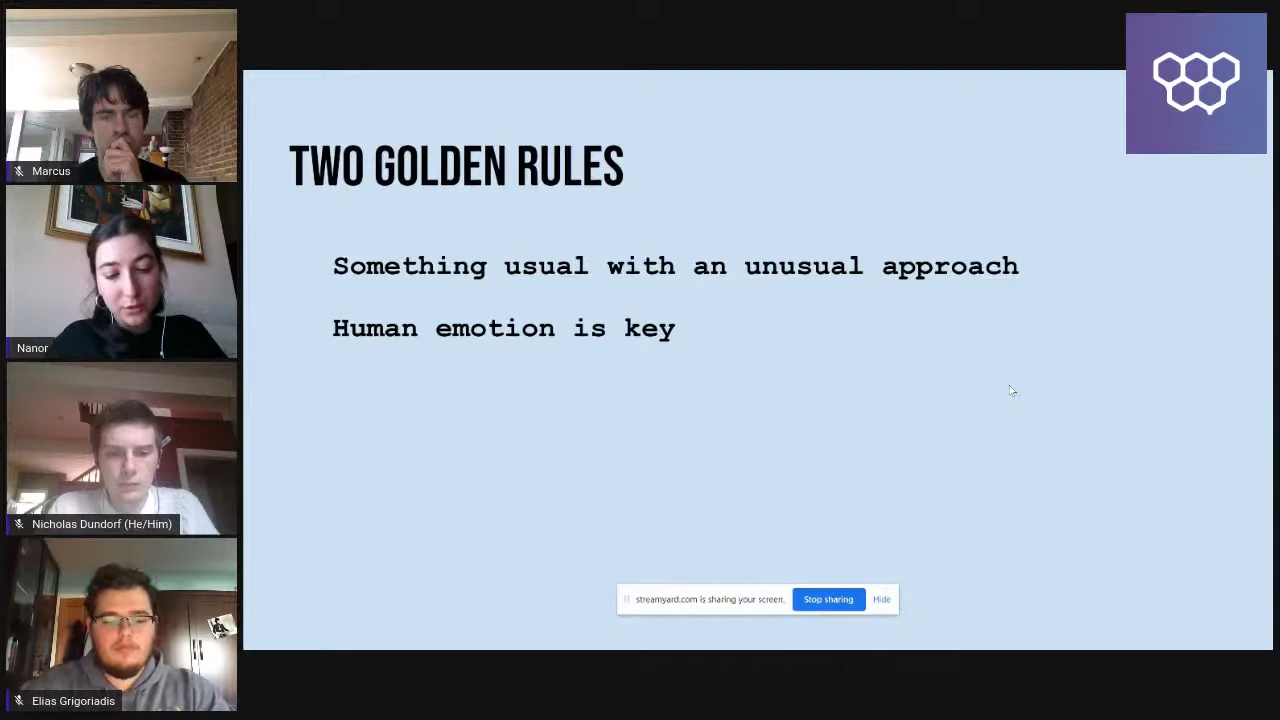 Marcus
Nanor
Nicholas Dundorf (He/Him)
Elias Grigoriadis
TWO GOLDEN RULES
Something usual with an unusual approach
Human emotion is key
streamyard.com is sharing your screen. Stop sharing Hide